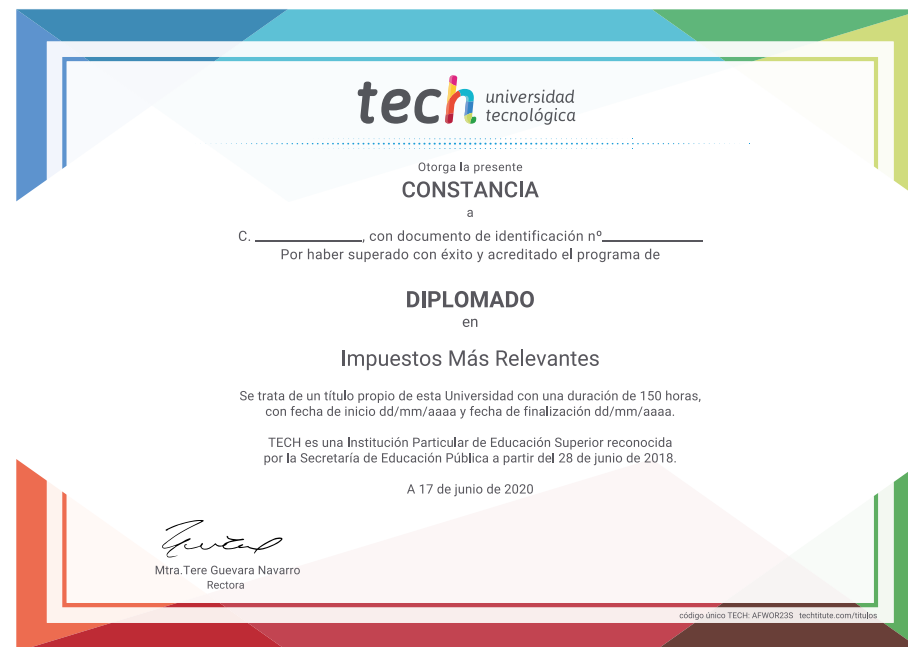 tech universidad
tecnológica
Otorga la presente
CONSTANCIA
a
C. ______________, con documento de identificación nº_____________
Por haber superado con éxito y acreditado el programa de
DIPLOMADO
en
Impuestos Más Relevantes
Se trata de un título propio de esta Universidad con una duración de 150 horas,
con fecha de inicio dd/mm/aaaa y fecha de finalización dd/mm/aaaa.
TECH es una Institución Particular de Educación Superior reconocida
por la Secretaría de Educación Pública a partir del 28 de junio de 2018.
A 17 de junio de 2020
Mtra.Tere Guevara Navarro
Rectora
código único TECH: AFWOR23S techtitute.com/títulos